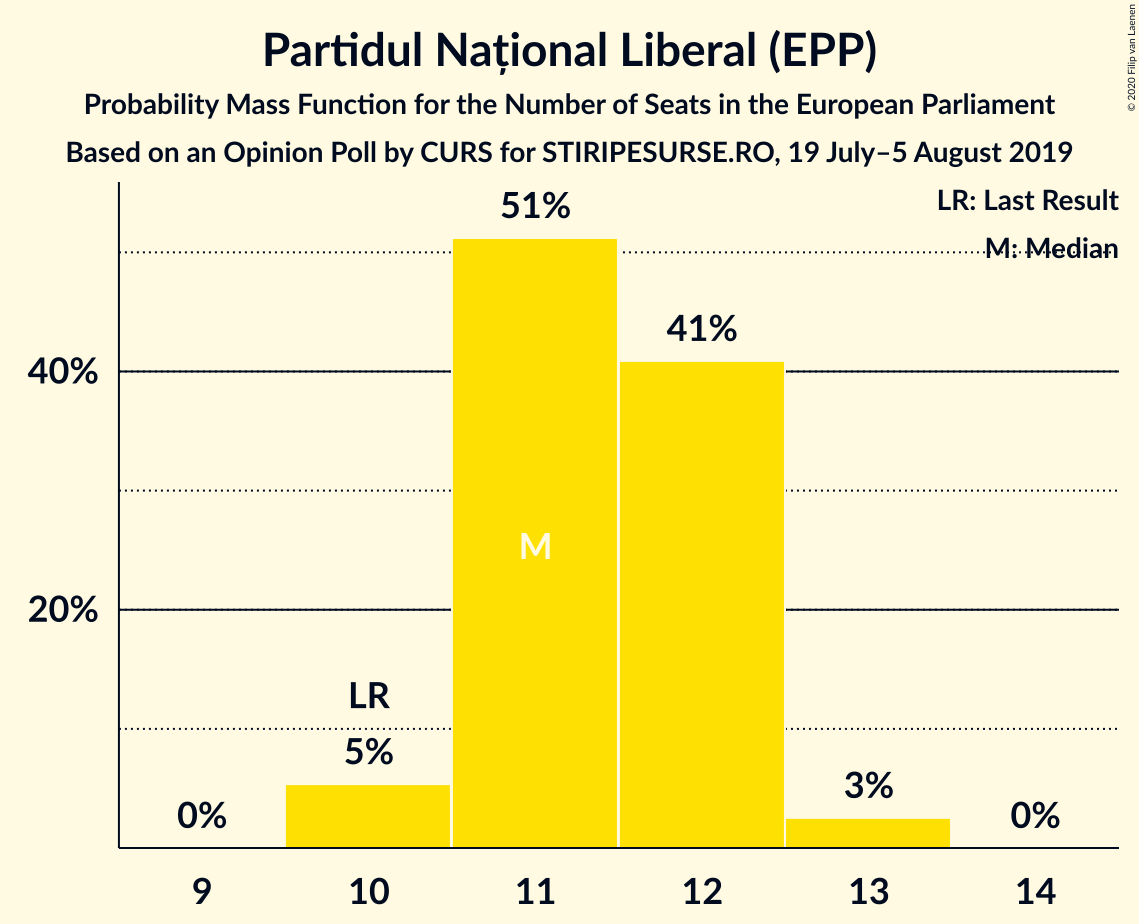 Partidul Național Liberal (EPP)
Probability Mass Function for the Number of Seats in the European Parliament
Based on an Opinion Poll by CURS for STIRIPESURSE.RO, 19 July–5 August 2019
© 2020 Filip van Laenen
LR: Last Result
M: Median
51%
41%
40%
M
20%
LR
5%
3%
0%
0%
9 10 11 12 13 14